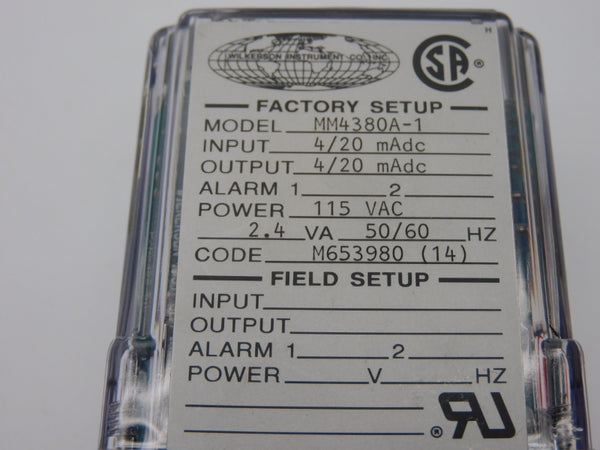 WILKERSON INSTRUMENT CO., INC.
CSA ®
H
FACTORY SETUP
MODEL MM4380A-1
INPUT 4/20 mAdc
OUTPUT 4/20 mAdc
ALARM 1 2
POWER 115 VAC
2.4 VA 50/60 HZ
CODE M653980 (14)
FIELD SETUP
INPUT
OUTPUT
ALARM 1 2
POWER V HZ
® RU